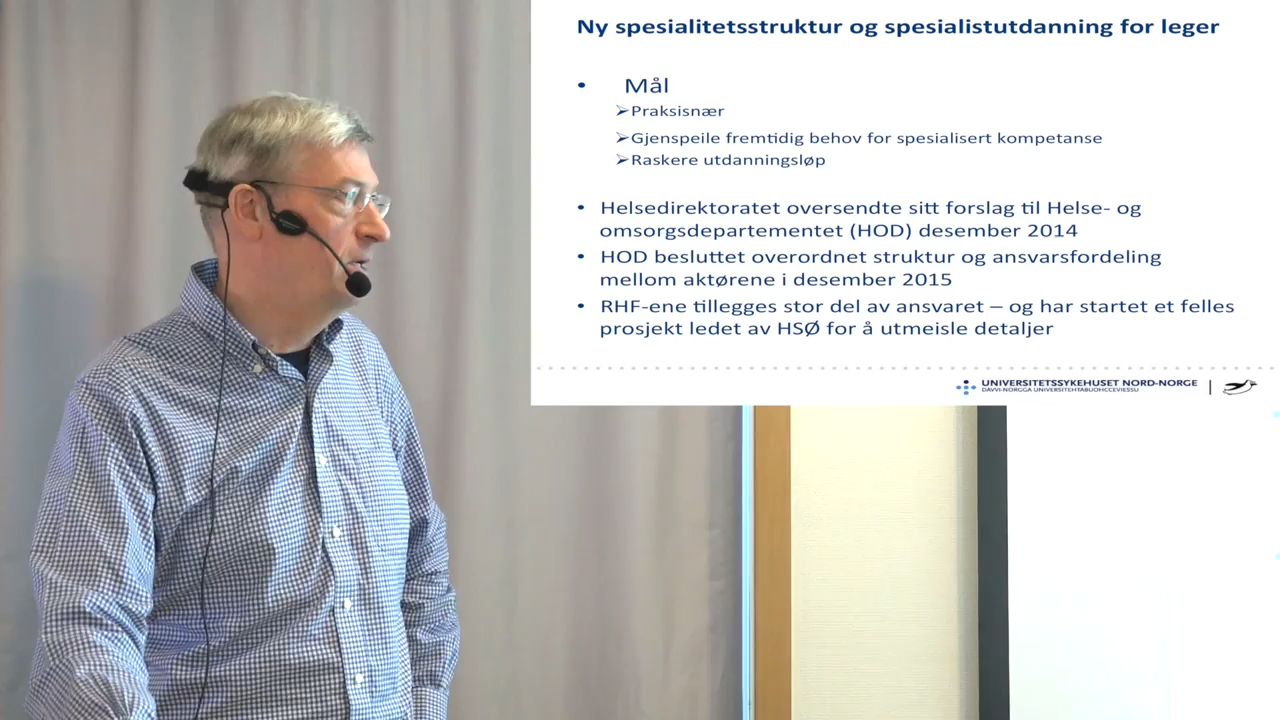 Ny spesialitetsstruktur og spesialistutdanning for leger
• Mål
➢Praksisnær
➢Gjenspeile fremtidig behov for spesialisert kompetanse
➢Raskere utdanningsløp
• Helsedirektoratet oversendte sitt forslag til Helse- og
omsorgsdepartementet (HOD) desember 2014
• HOD besluttet overordnet struktur og ansvarsfordeling
mellom aktørene i desember 2015
• RHF-ene tillegges stor del av ansvaret – og har startet et felles
prosjekt ledet av HSØ for å utmeisle detaljer
UNIVERSITETSSYKEHUSET NORD-NORGE
DAVVI-NORGGA UNIVERSITEHTABUOHCCEVIESSU